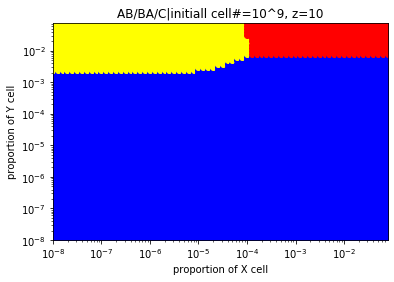 AB/BA/C|initiall cell#=10^9, z=10
proportion of Y cell
10⁻²
10⁻³
10⁻⁴
10⁻⁵
10⁻⁶
10⁻⁷
10⁻⁸
10⁻⁸ 10⁻⁷ 10⁻⁶ 10⁻⁵ 10⁻⁴ 10⁻³ 10⁻²
proportion of X cell